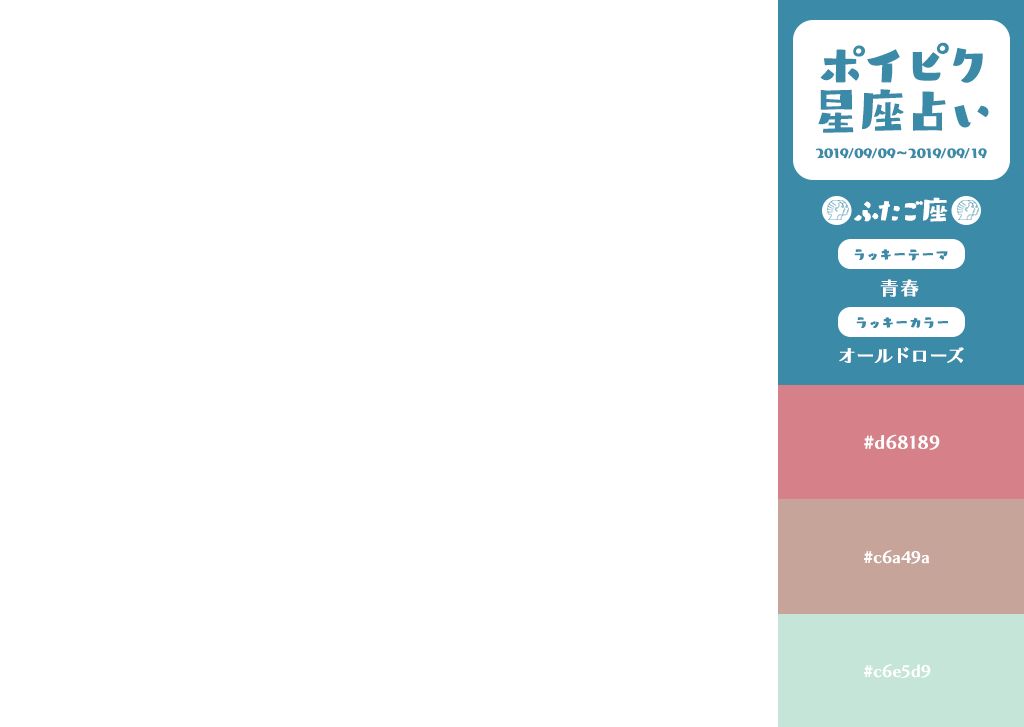 ポイピク
星座占い
2019/09/09~2019/09/19
ふたご座
ラッキーテーマ
青春
ラッキーカラー
オールドローズ
#d68189
#c6a49a
#c6e5d9